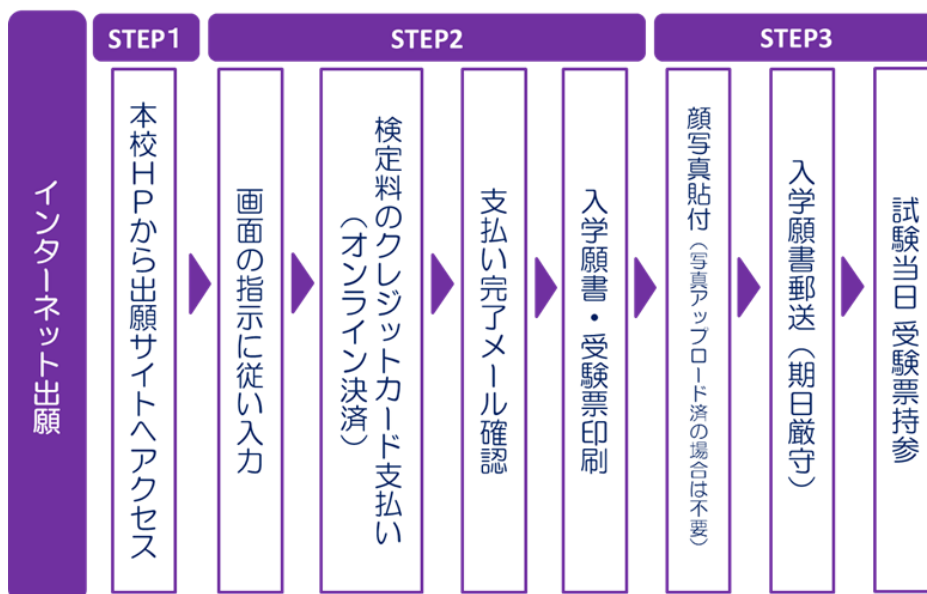 インターネット出願
STEP1
本校HPから出願サイトへアクセス
STEP2
画面の指示に従い入力
検定料のクレジットカード支払い
(オンライン決済)
支払い完了メール確認
入学願書・受験票印刷
STEP3
顔写真貼付(写真アップロード済の場合は不要)
入学願書郵送(期日厳守)
試験当日 受験票持参